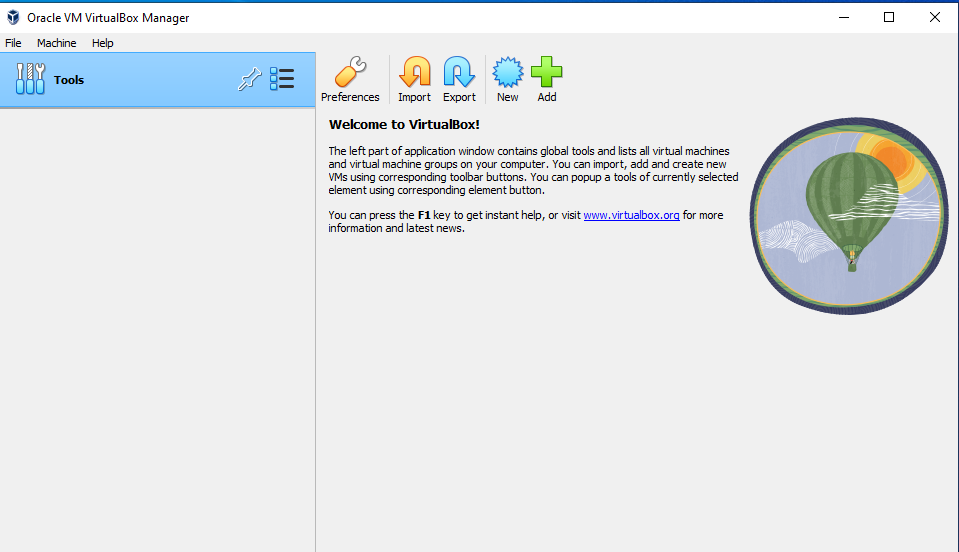 Oracle VM VirtualBox Manager
File Machine Help
Tools
Preferences Import Export New Add
Welcome to VirtualBox!
The left part of application window contains global tools and lists all virtual machines
and virtual machine groups on your computer. You can import, add and create new
VMs using corresponding toolbar buttons. You can popup a tools of currently selected
element using corresponding element button.
You can press the F1 key to get instant help, or visit www.virtualbox.org for more
information and latest news.